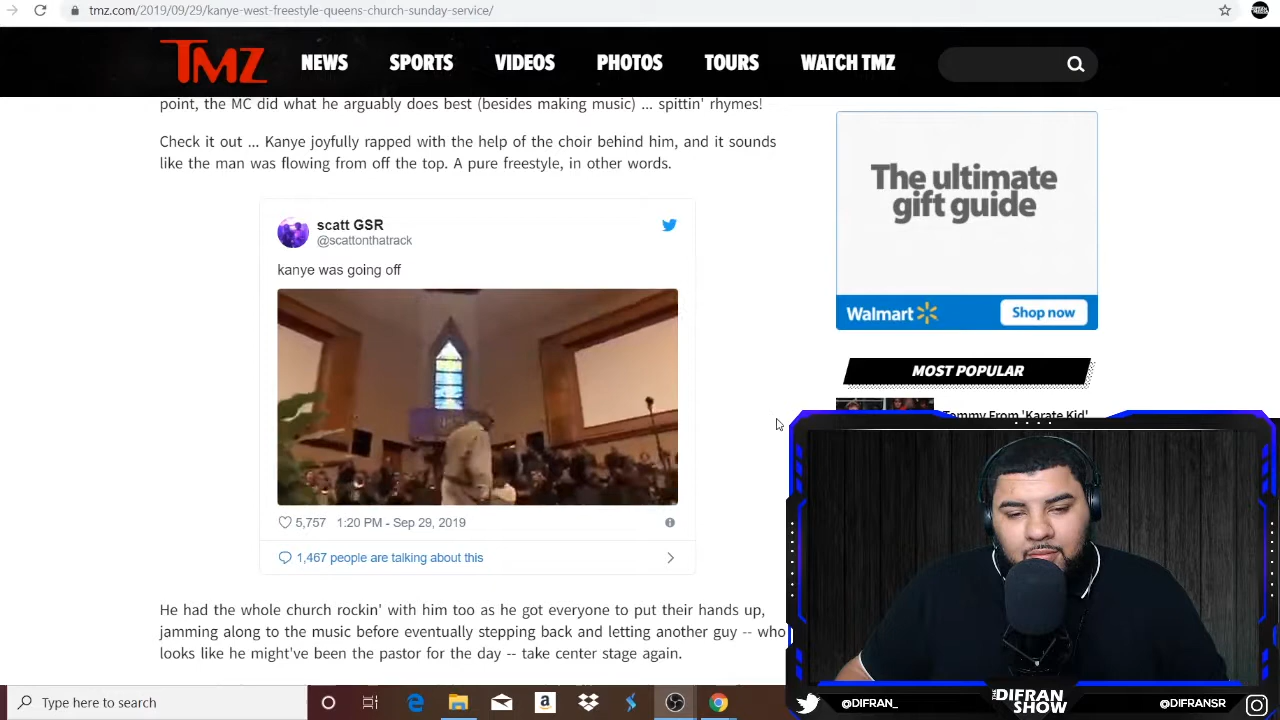 tmz.com/2019/09/29/kanye-west-freestyle-queens-church-sunday-service/
TMZ
NEWS
SPORTS
VIDEOS
PHOTOS
TOURS
WATCH TMZ
point, the MC did what he arguably does best (besides making music) ... spittin' rhymes!
Check it out ... Kanye joyfully rapped with the help of the choir behind him, and it sounds
like the man was flowing from off the top. A pure freestyle, in other words.
scatt GSR
@scattonthatrack
kanye was going off
5,757 1:20 PM - Sep 29, 2019
1,467 people are talking about this
He had the whole church rockin' with him too as he got everyone to put their hands up,
jamming along to the music before eventually stepping back and letting another guy -- who
looks like he might've been the pastor for the day -- take center stage again.
The ultimate
gift guide
Walmart
Shop now
MOST POPULAR
Tommy From 'Karate Kid'
Type here to search
@DIFRAN_
THE
DIFRAN
SHOW
@DIFRANSR